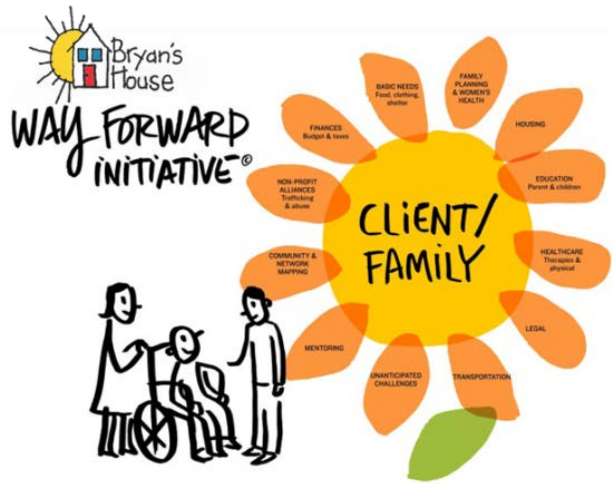 Bryan's
House
WAY FORWARD
INITIATIVE©
CLIENT/
FAMILY
BASIC NEEDS
Food, clothing,
shelter
FAMILY
PLANNING
& WOMEN'S
HEALTH
HOUSING
EDUCATION
Parent & children
HEALTHCARE
Therapies &
physical
LEGAL
TRANSPORTATION
UNANTICIPATED
CHALLENGES
MENTORING
COMMUNITY &
NETWORK
MAPPING
NON-PROFIT
ALLIANCES
Trafficking
& abuse
FINANCES
Budget & taxes